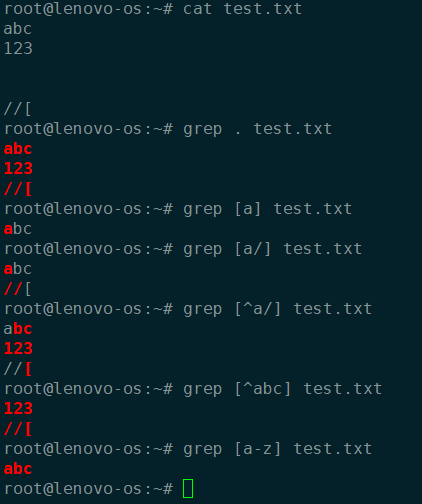 root@lenovo-os:~# cat test.txt
abc
123
//[
root@lenovo-os:~# grep . test.txt
abc
123
//[
root@lenovo-os:~# grep [a] test.txt
abc
root@lenovo-os:~# grep [a/] test.txt
abc
//[
root@lenovo-os:~# grep [^a/] test.txt
abc
123
//[
root@lenovo-os:~# grep [^abc] test.txt
123
//[
root@lenovo-os:~# grep [a-z] test.txt
abc
root@lenovo-os:~#